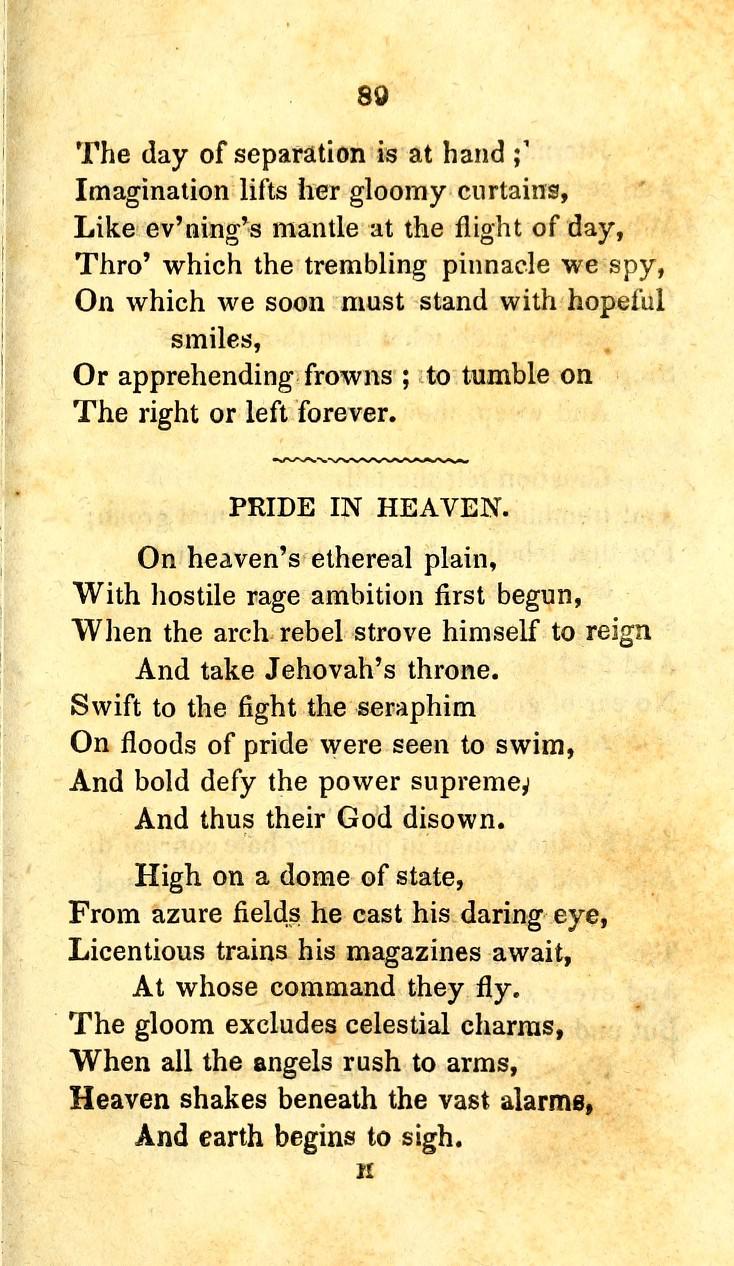 89
The day of separation is at hand ;'
Imagination lifts her gloomy curtains,
Like ev'ning's mantle at the flight of day,
Thro' which the trembling pinnacle we spy,
On which we soon must stand with hopeful
smiles,
Or apprehending frowns ; to tumble on
The right or left forever.
PRIDE IN HEAVEN.
On heaven's ethereal plain,
With hostile rage ambition first begun,
When the arch rebel strove himself to reign
And take Jehovah's throne.
Swift to the fight the seraphim
On floods of pride were seen to swim,
And bold defy the power supreme,
And thus their God disown.
High on a dome of state,
From azure fields he cast his daring eye,
Licentious trains his magazines await,
At whose command they fly.
The gloom excludes celestial charms,
When all the angels rush to arms,
Heaven shakes beneath the vast alarms,
And earth begins to sigh.
H